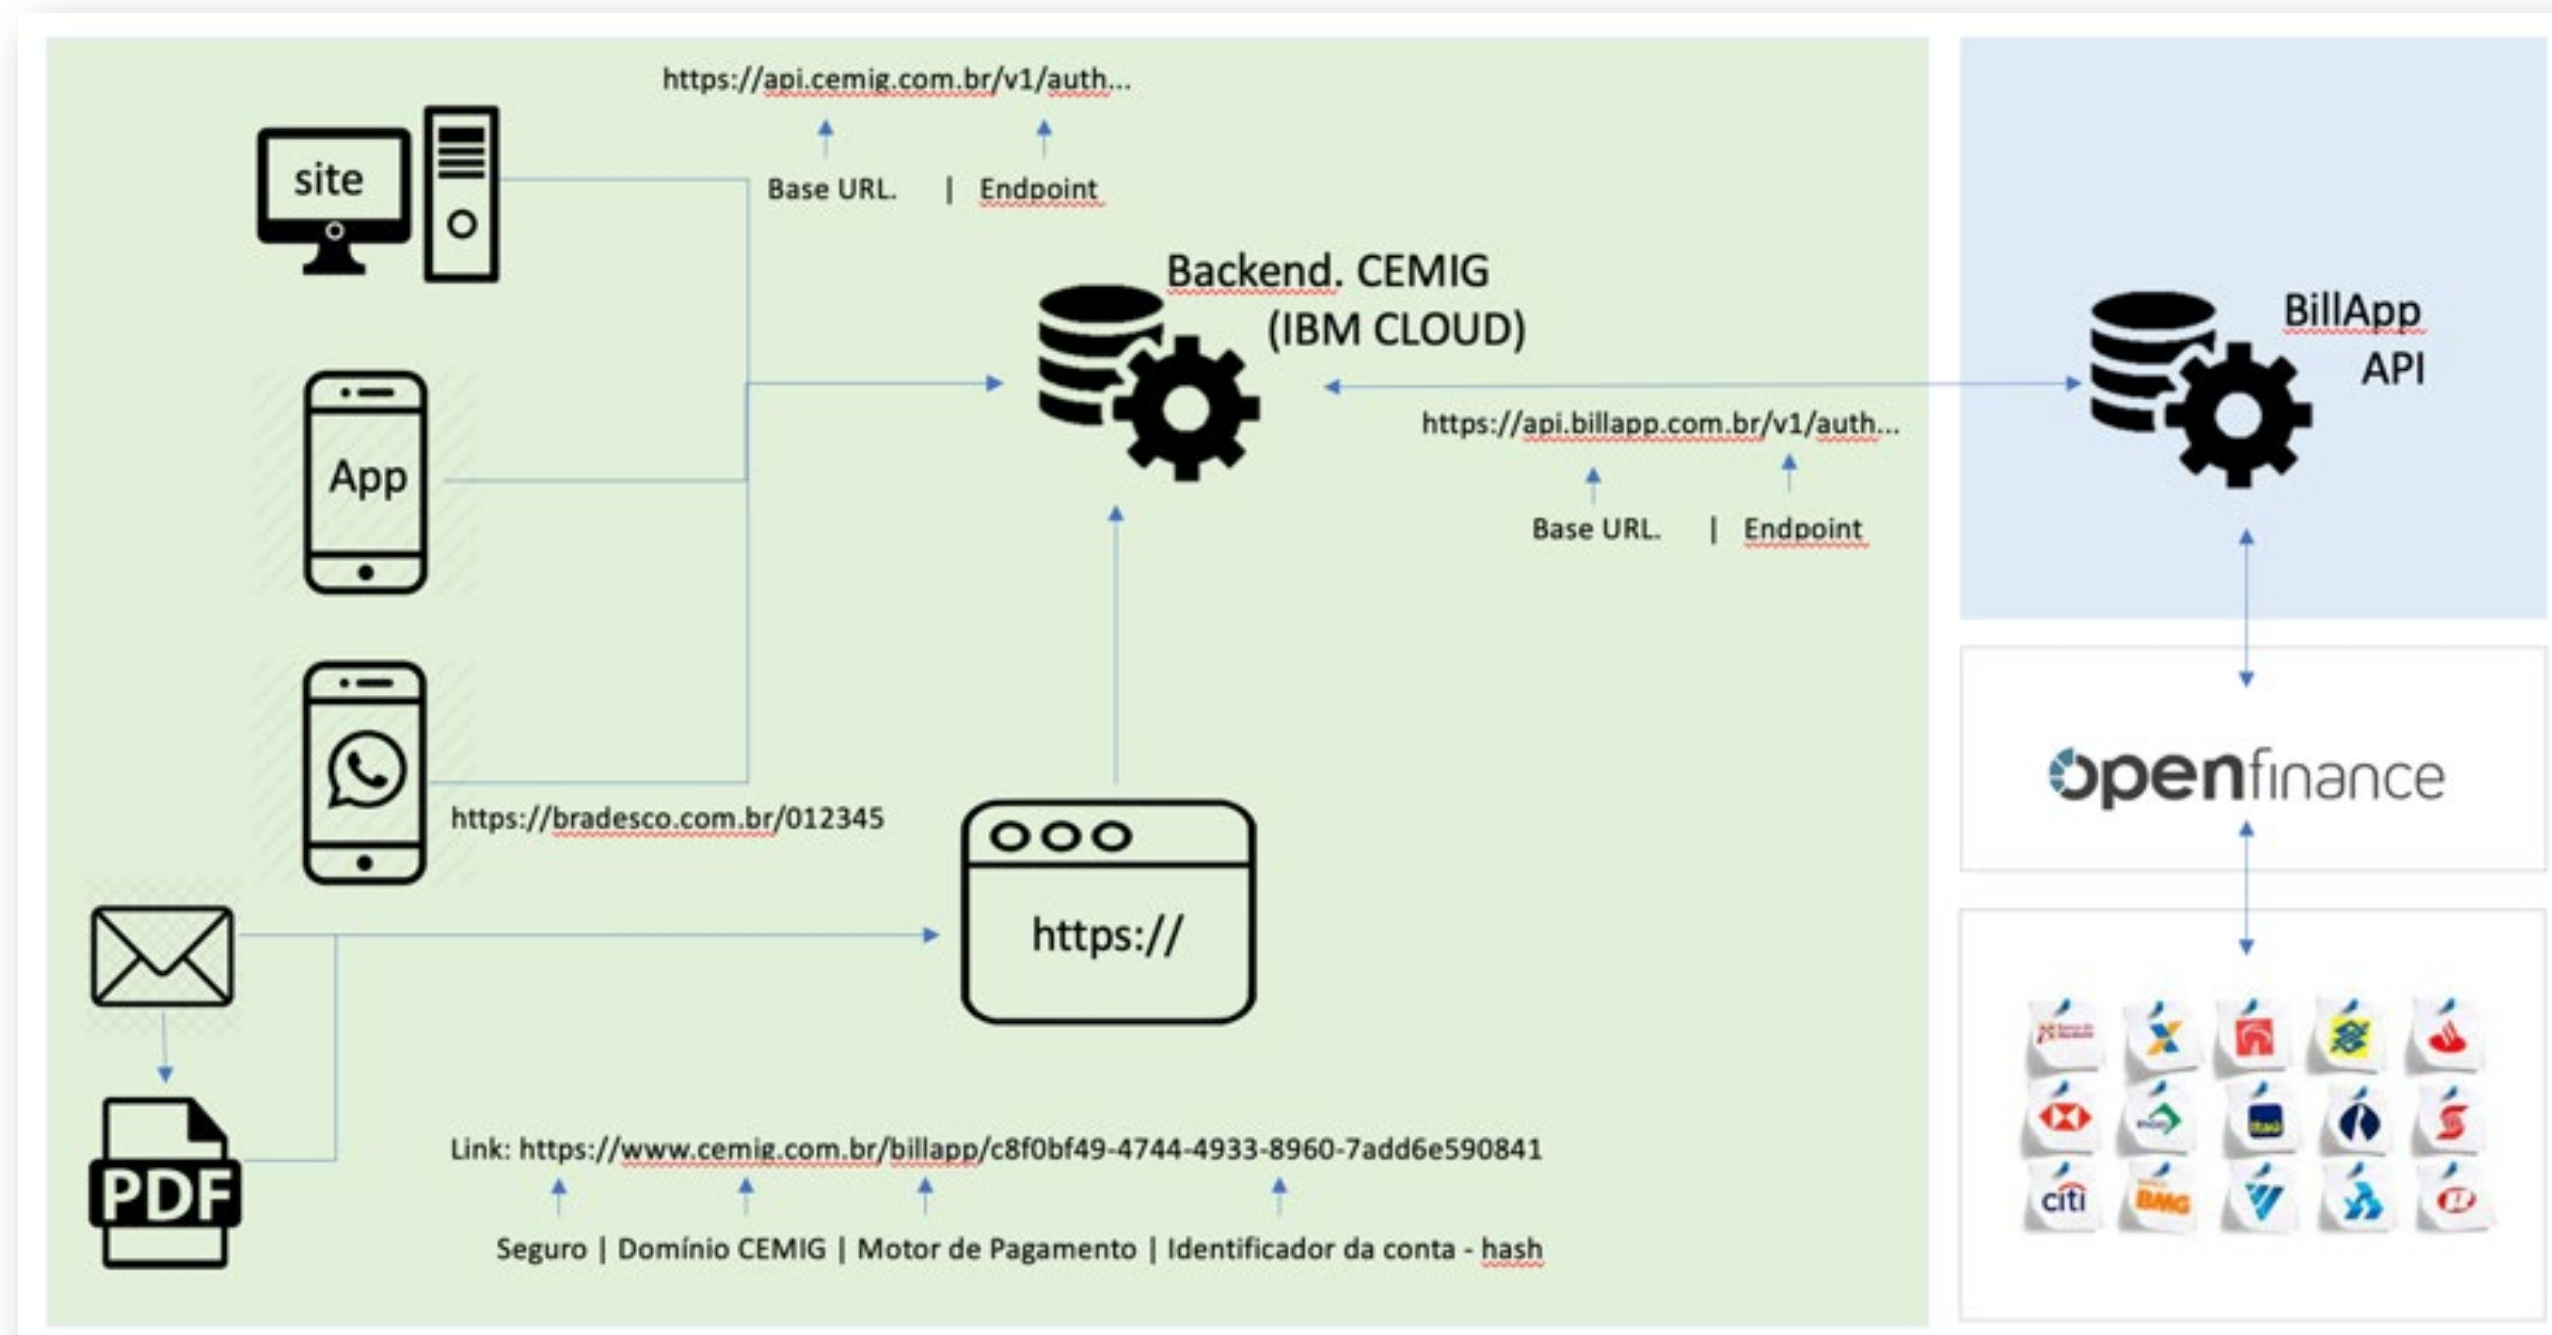 https://api.cemig.com.br/v1/auth...
site
Base URL. | Endpoint
Backend. CEMIG
(IBM CLOUD)
BillApp
API
https://api.billapp.com.br/v1/auth...
App
Base URL. | Endpoint
openfinance
https://bradesco.com.br/012345
https://
PDF
Link: https://www.cemig.com.br/billapp/c8f0bf49-4744-4933-8960-7add6e590841
Seguro | Domínio CEMIG | Motor de Pagamento | Identificador da conta - hash
itaú
citi
BMG